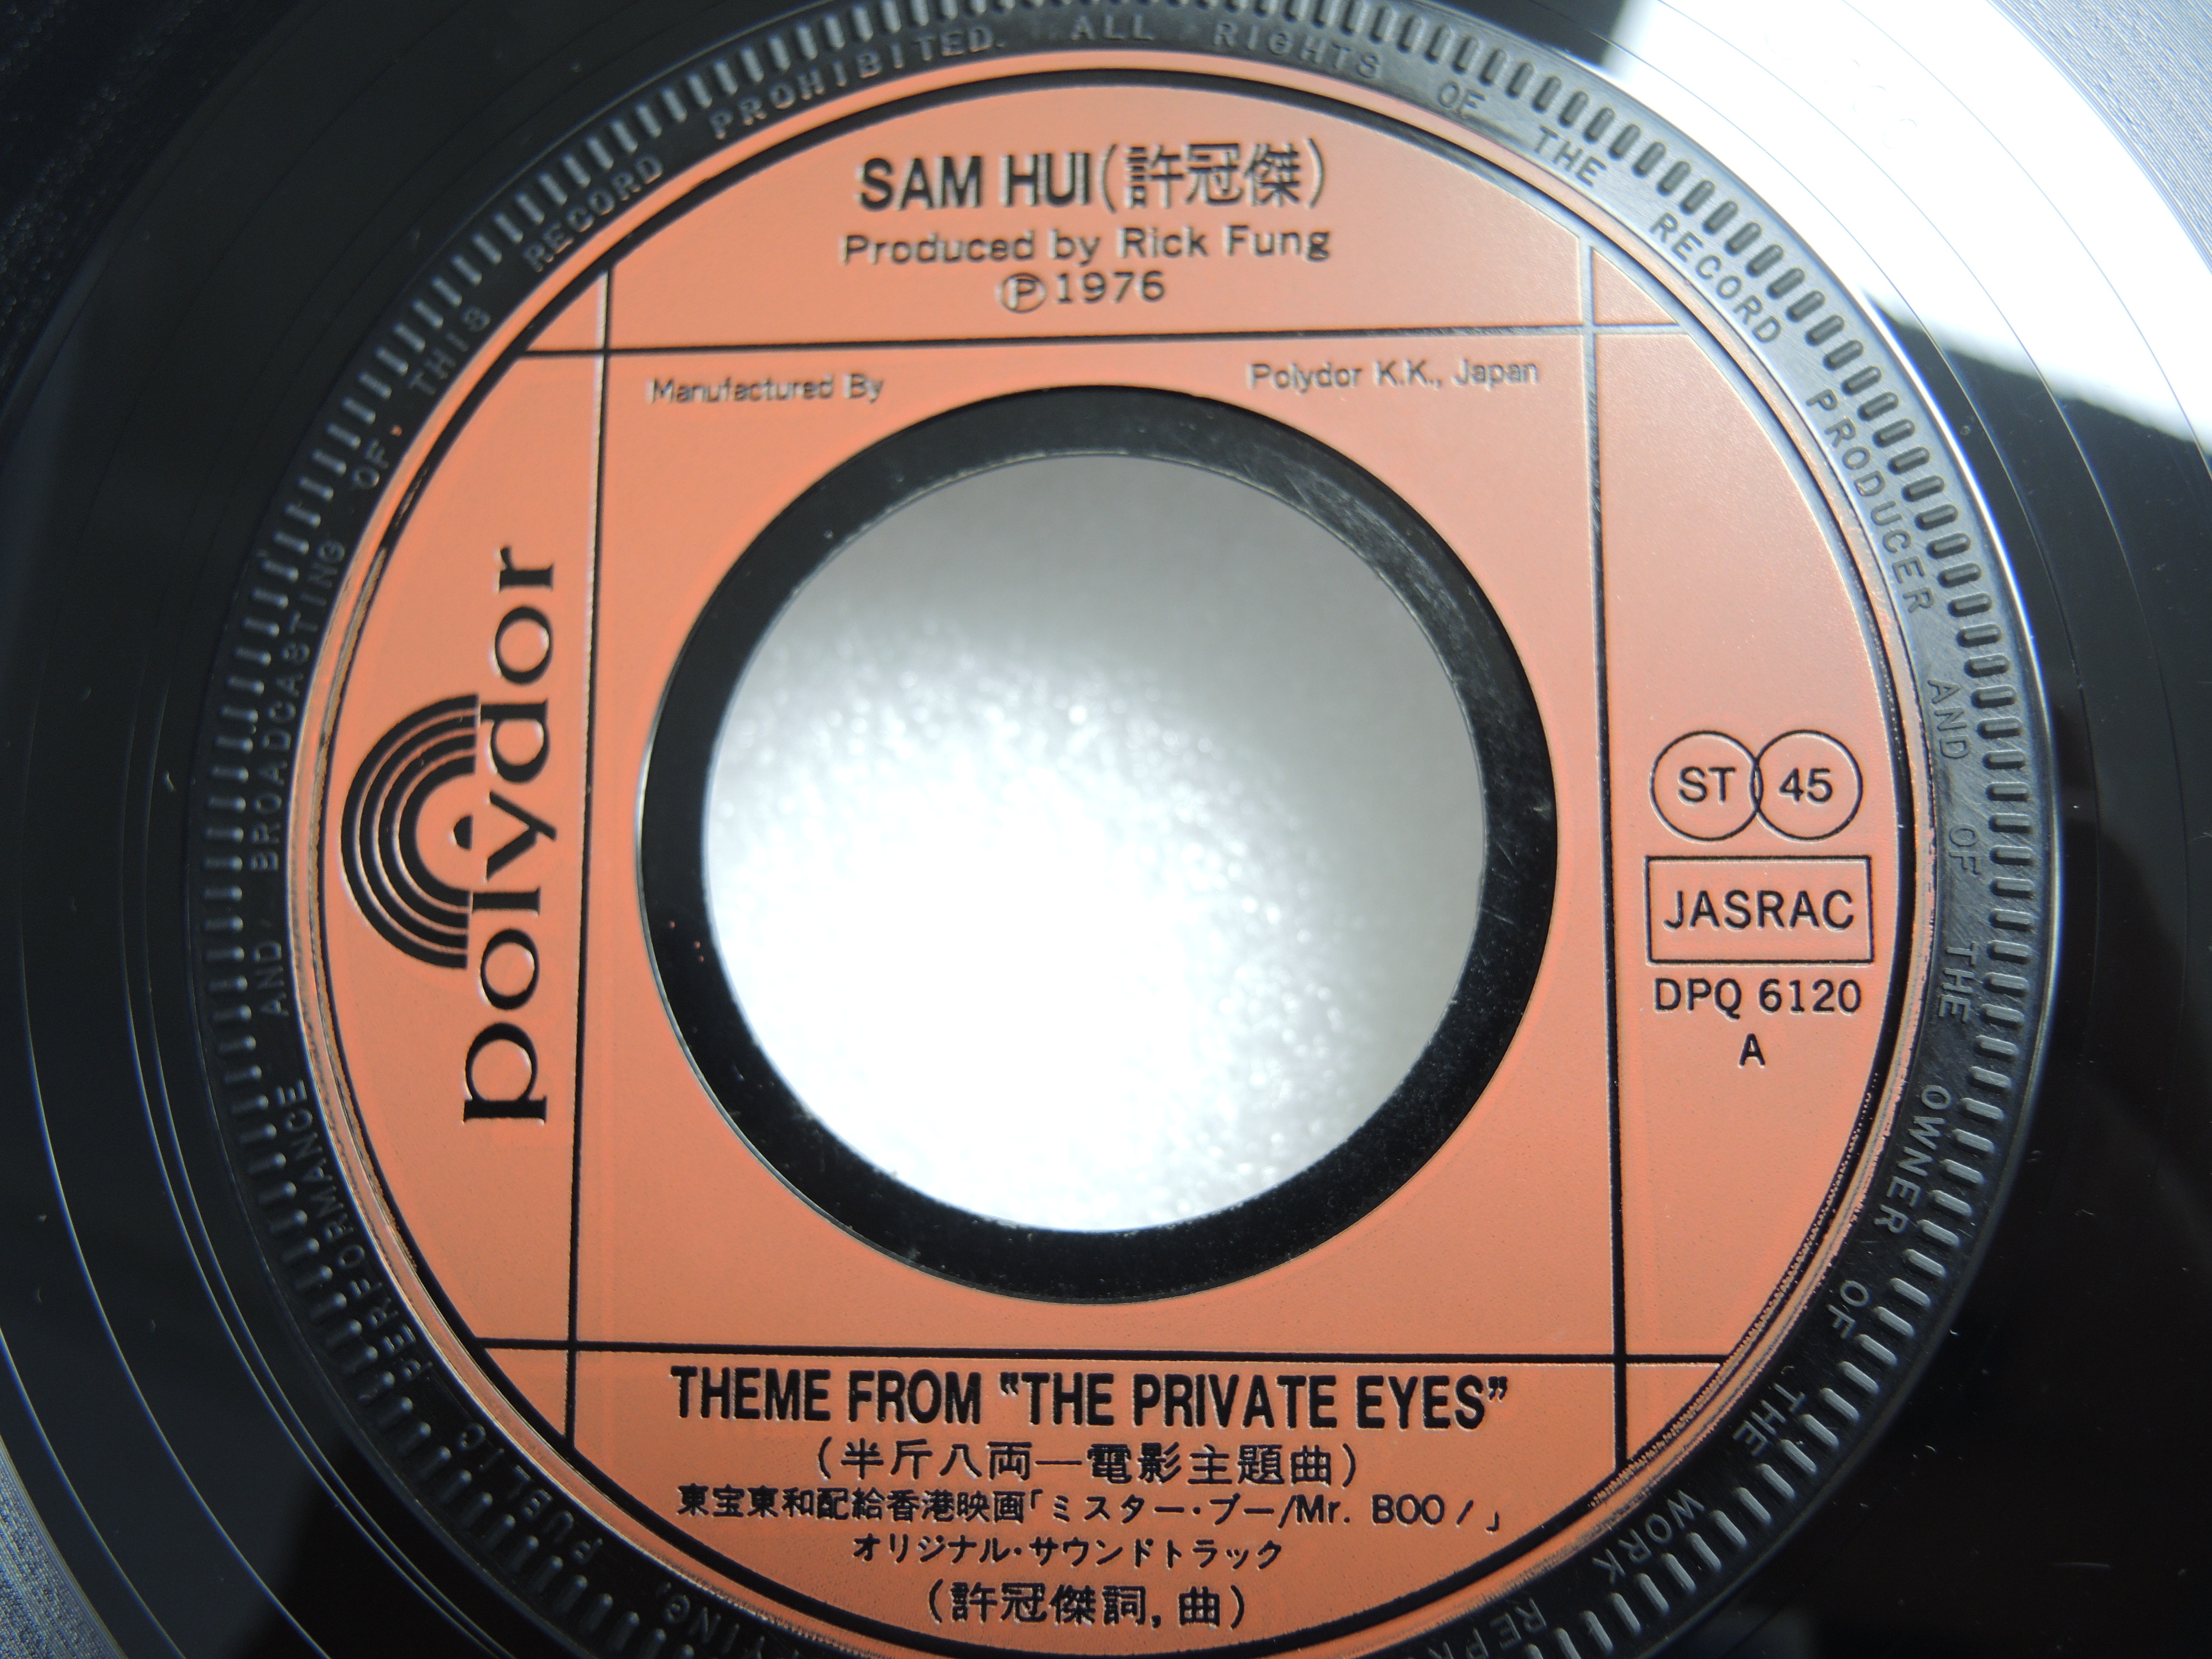 SAM HUI(許冠傑)
Produced by Rick Fung
Ⓟ1976
Manufactured By
Polydor K.K., Japan
polydor
ST 45
JASRAC
DPQ 6120
A
THEME FROM "THE PRIVATE EYES"
(半斤八両—電影主題曲)
東宝東和配給香港映画「ミスター・ブー/Mr. BOO!」
オリジナル・サウンドトラック
(許冠傑詞, 曲)
PUBLIC PERFORMANCE AND BROADCASTING OF THIS RECORD PROHIBITED. ALL RIGHTS OF THE RECORD PRODUCER AND OF THE OWNER OF THE WORK